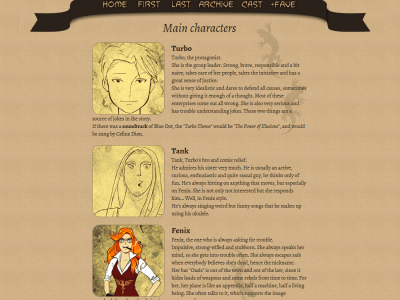 HOME FIRST LAST ARCHIVE CAST +FAVE
Main characters
Turbo
Turbo, the protagonist.
She is the group leader. Strong, brave, responsible and a bit
naive, takes care of her people, takes the initiative and has a
great sense of justice.
She is very idealistic and dares to defend all causes, sometimes
without giving it enough of a thought. Most of these
enterprises come out all wrong. She is also very serious and
has trouble understanding jokes. These two things are a
source of jokes in the story.
If there was a soundtrack of Blue Dot, the "Turbo Theme" would be "The Power of Illusion", and would
be sung by Celine Dion.
Tank
Tank, Turbo's bro and comic relief.
He admires his sister very much. He is usually an active,
curious, enthusiastic and quite casual guy, he thinks only of
fun. He's always hitting on anything that moves, but especially
on Fenix. She is not only not interested but she responds
him... Well, in Fenix style.
He's always singing weird but funny songs that he makes up
using his ukulele.
Fenix
Fenix, the one who is always asking for trouble.
Impulsive, strong-willed and stubborn. She always speaks her
mind, so she gets into trouble often. She always escapes safe
when everybody believes she's dead, hence the nickname.
Her bar "Oasis" is out of the town and out of the law, since it
hides loads of weapons and some rebels from time to time. For
her, her plane is like an appendix, half a machine, half a living
being. She often talks to it, which supports the image